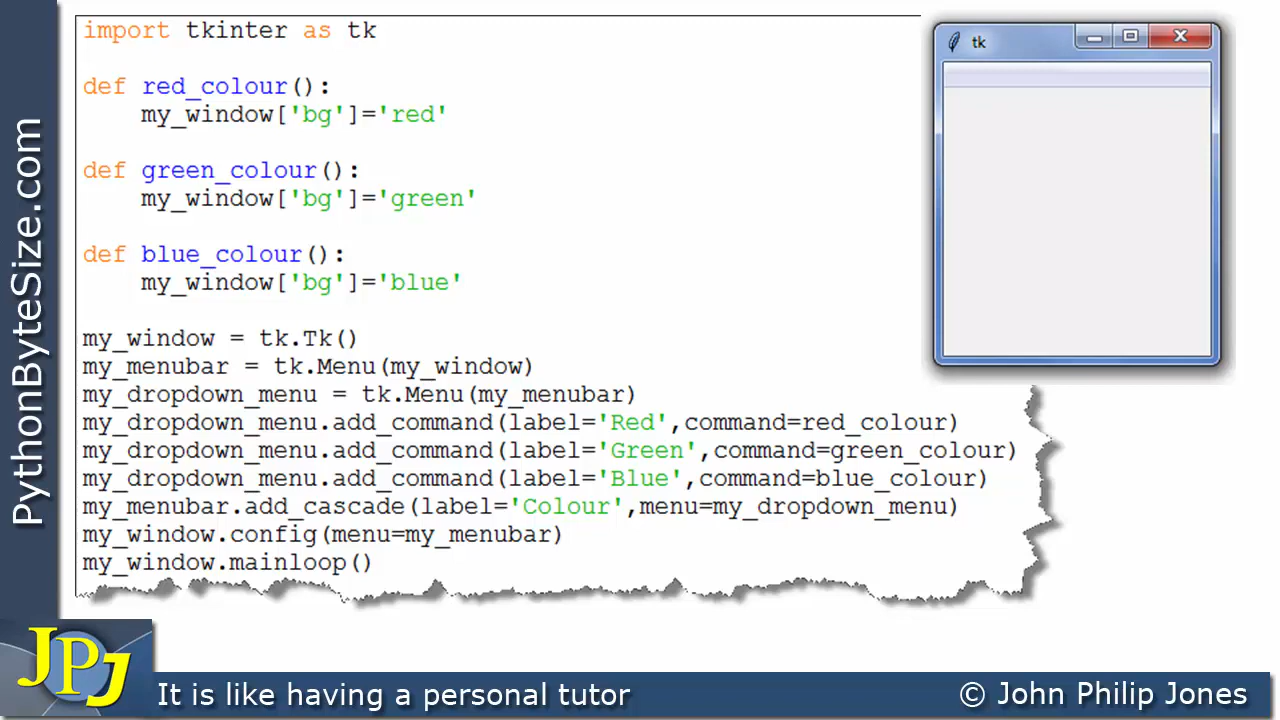 import tkinter as tk
def red_colour():
    my_window['bg']='red'
def green_colour():
    my_window['bg']='green'
def blue_colour():
    my_window['bg']='blue'
my_window = tk.Tk()
my_menubar = tk.Menu(my_window)
my_dropdown_menu = tk.Menu(my_menubar)
my_dropdown_menu.add_command(label='Red',command=red_colour)
my_dropdown_menu.add_command(label='Green',command=green_colour)
my_dropdown_menu.add_command(label='Blue',command=blue_colour)
my_menubar.add_cascade(label='Colour',menu=my_dropdown_menu)
my_window.config(menu=my_menubar)
my_window.mainloop()
tk
PythonByteSize.com
JPJ
It is like having a personal tutor
© John Philip Jones